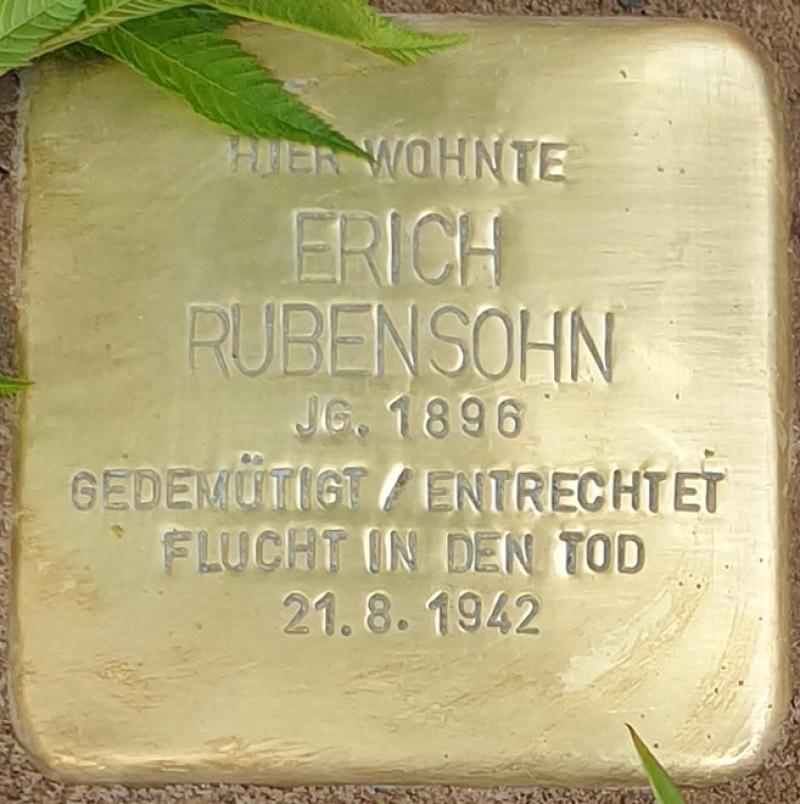 HIER WOHNTE
ERICH
RUBENSOHN
JG. 1896
GEDEMÜTIGT / ENTRECHTET
FLUCHT IN DEN TOD
21.8.1942